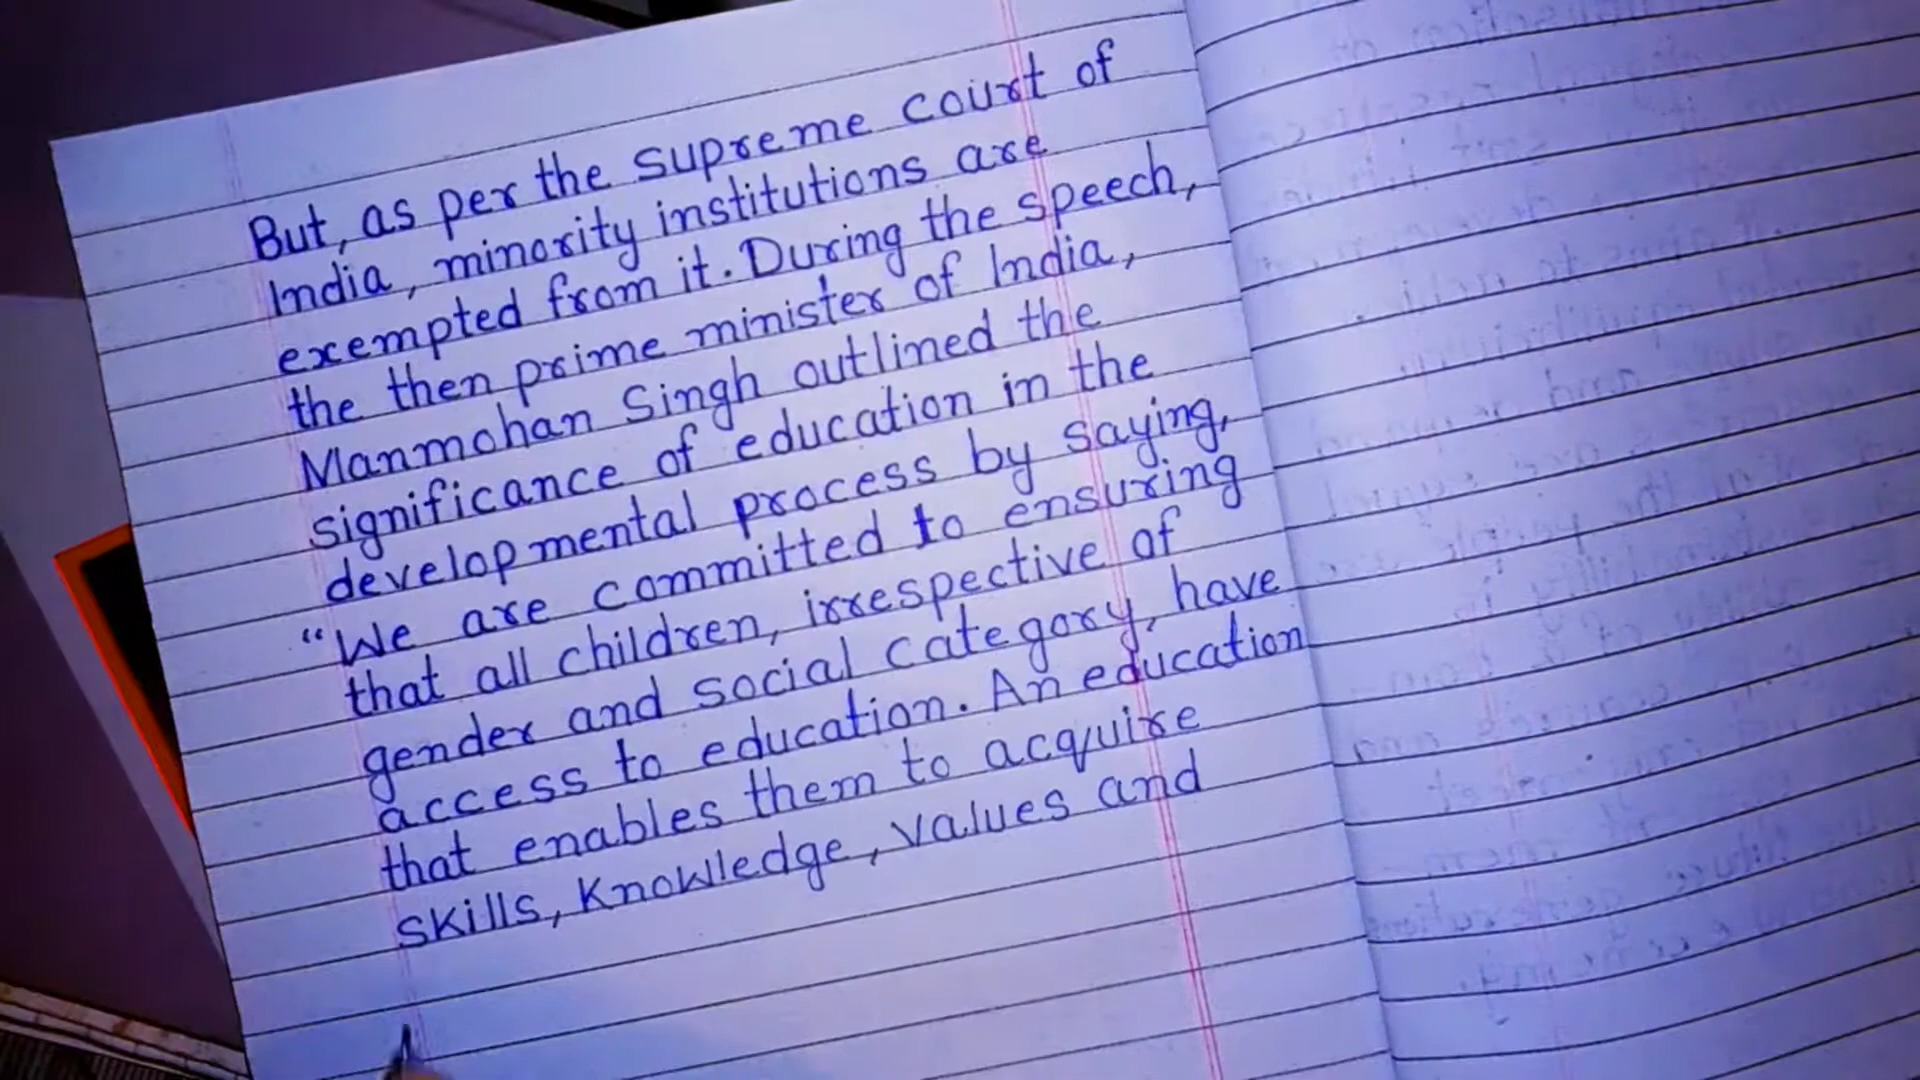 But, as per the supreme court of
India, minority institutions are
exempted from it. During the speech,
the then prime minister of India,
Manmohan Singh outlined the
significance of education in the
developmental process by saying,
“We are committed to ensuring
that all children, irrespective of
gender and social category, have
access to education. An education
that enables them to acquire
skills, knowledge, values and